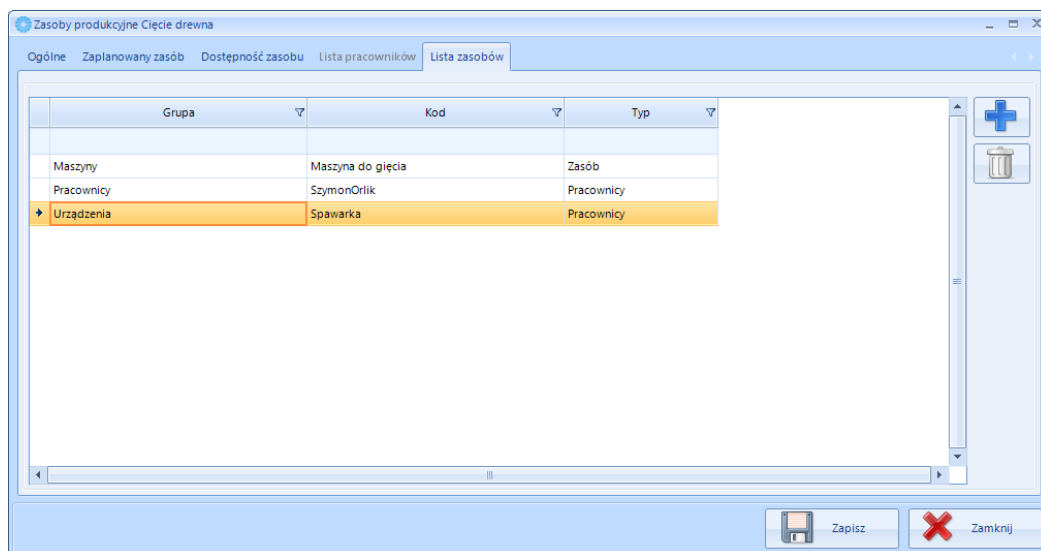 Zasoby produkcyjne Cięcie drewna
Ogólne Zaplanowany zasób Dostępność zasobu Lista pracowników Lista zasobów
Grupa Kod Typ
Maszyny Maszyna do gięcia Zasób
Pracownicy SzymonOrlik Pracownicy
Urządzenia Spawarka Pracownicy
Zapisz Zamknij